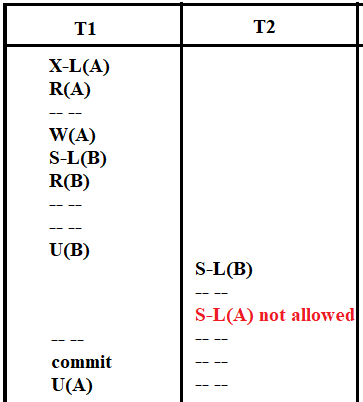 T1 T2
X-L(A)
R(A)
-- --
W(A)
S-L(B)
R(B)
-- --
-- --
U(B)
S-L(B)
-- --
S-L(A) not allowed
-- -- -- --
commit -- --
U(A) -- --